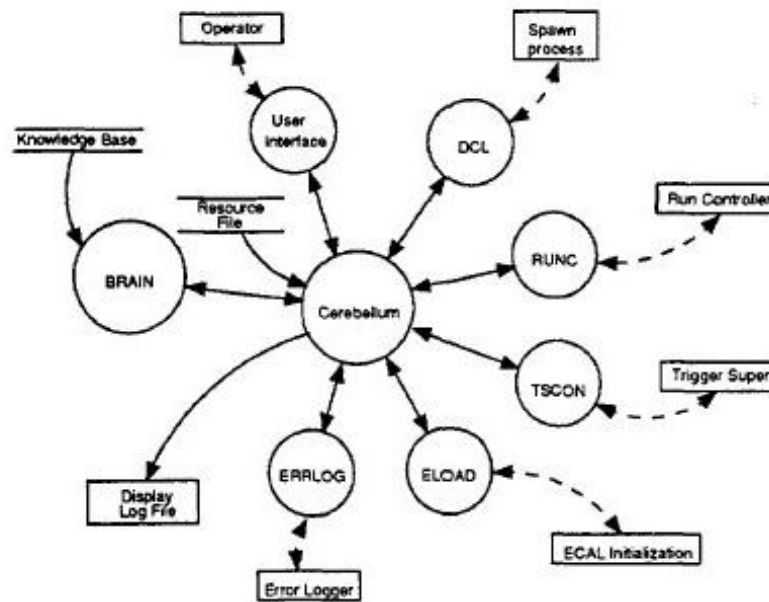 Operator
Spawn
process
User
Interface
DCL
Knowledge Base
Resource
File
Run Controller
RUNC
BRAIN
Cerebellum
TSCON
Trigger Super
ERRLOG
ELOAD
Display
Log File
ECAL Initialization
Error Logger